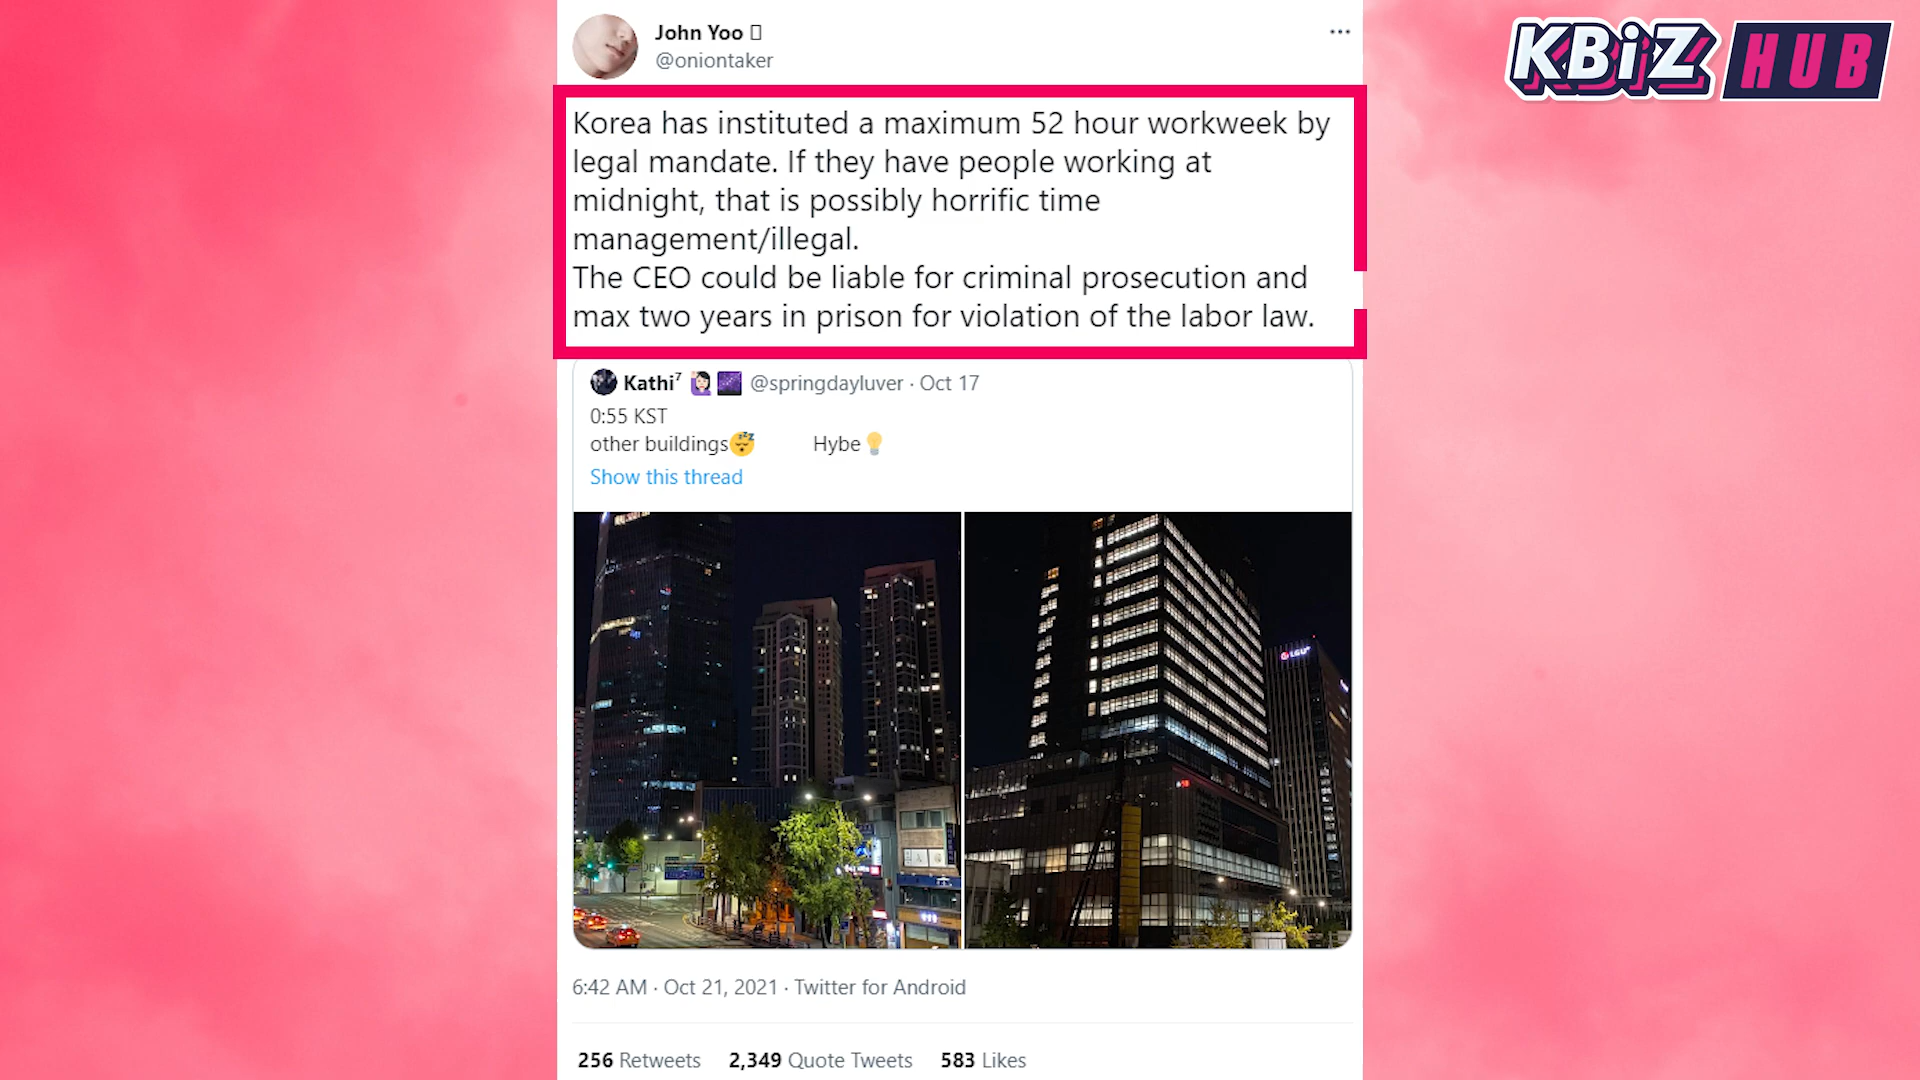 John Yoo
@oniontaker
KBiZ HUB
Korea has instituted a maximum 52 hour workweek by
legal mandate. If they have people working at
midnight, that is possibly horrific time
management/illegal.
The CEO could be liable for criminal prosecution and
max two years in prison for violation of the labor law.
Kathi⁷ 🙋🏻‍♀️ 🌌 @springdayluver · Oct 17
0:55 KST
other buildings😴 Hybe💡
Show this thread
LGU+
6:42 AM · Oct 21, 2021 · Twitter for Android
256 Retweets 2,349 Quote Tweets 583 Likes